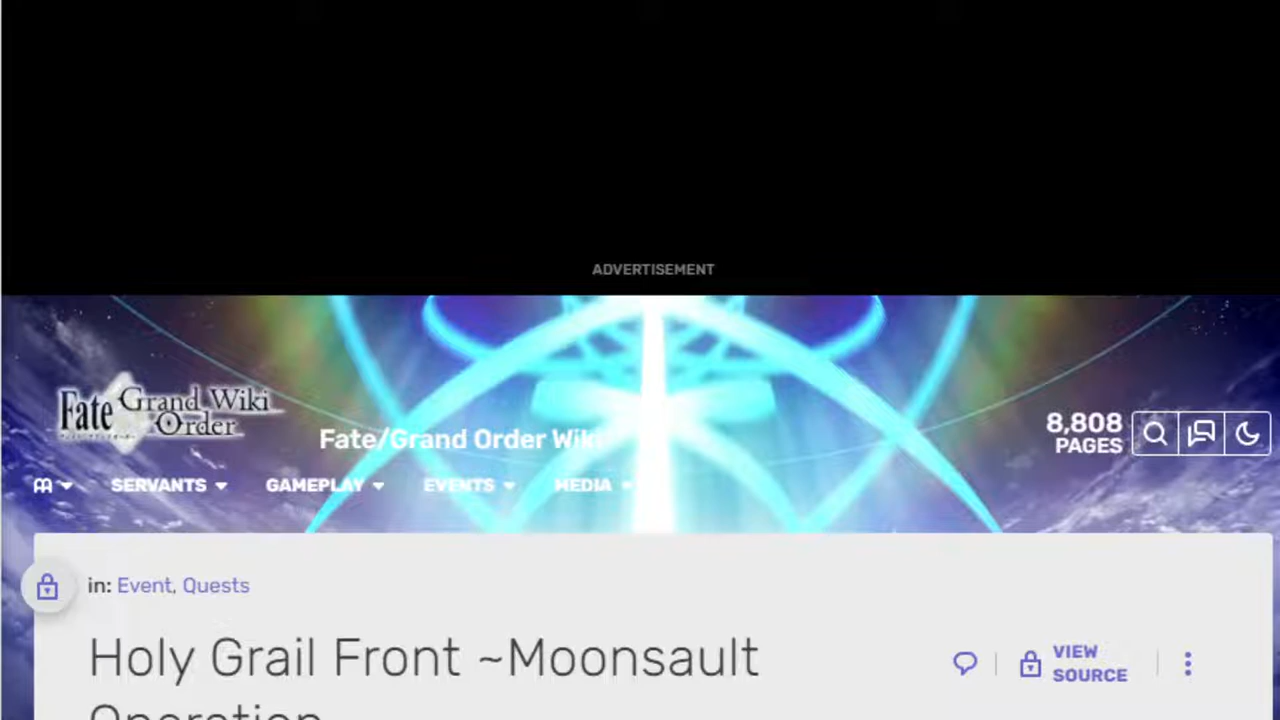 ADVERTISEMENT
Fate Grand Wiki
Order
Fate/Grand Order Wiki
8,808
PAGES
SERVANTS
GAMEPLAY
EVENTS
MEDIA
in: Event, Quests
Holy Grail Front ~Moonsault
Operation
VIEW
SOURCE